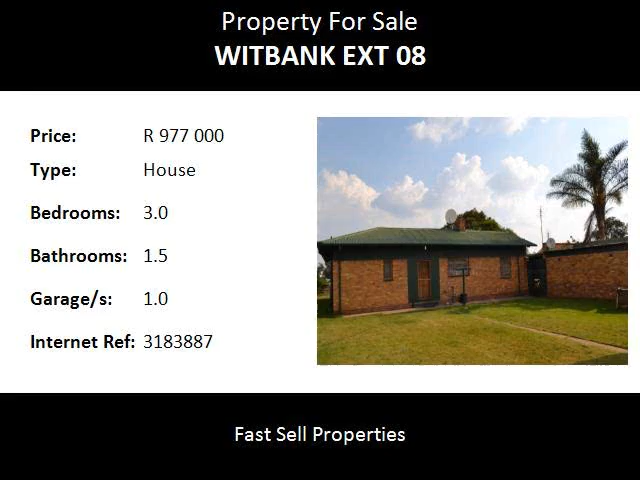 Property For Sale
WITBANK EXT 08
Price: R 977 000
Type: House
Bedrooms: 3.0
Bathrooms: 1.5
Garage/s: 1.0
Internet Ref: 3183887
Fast Sell Properties